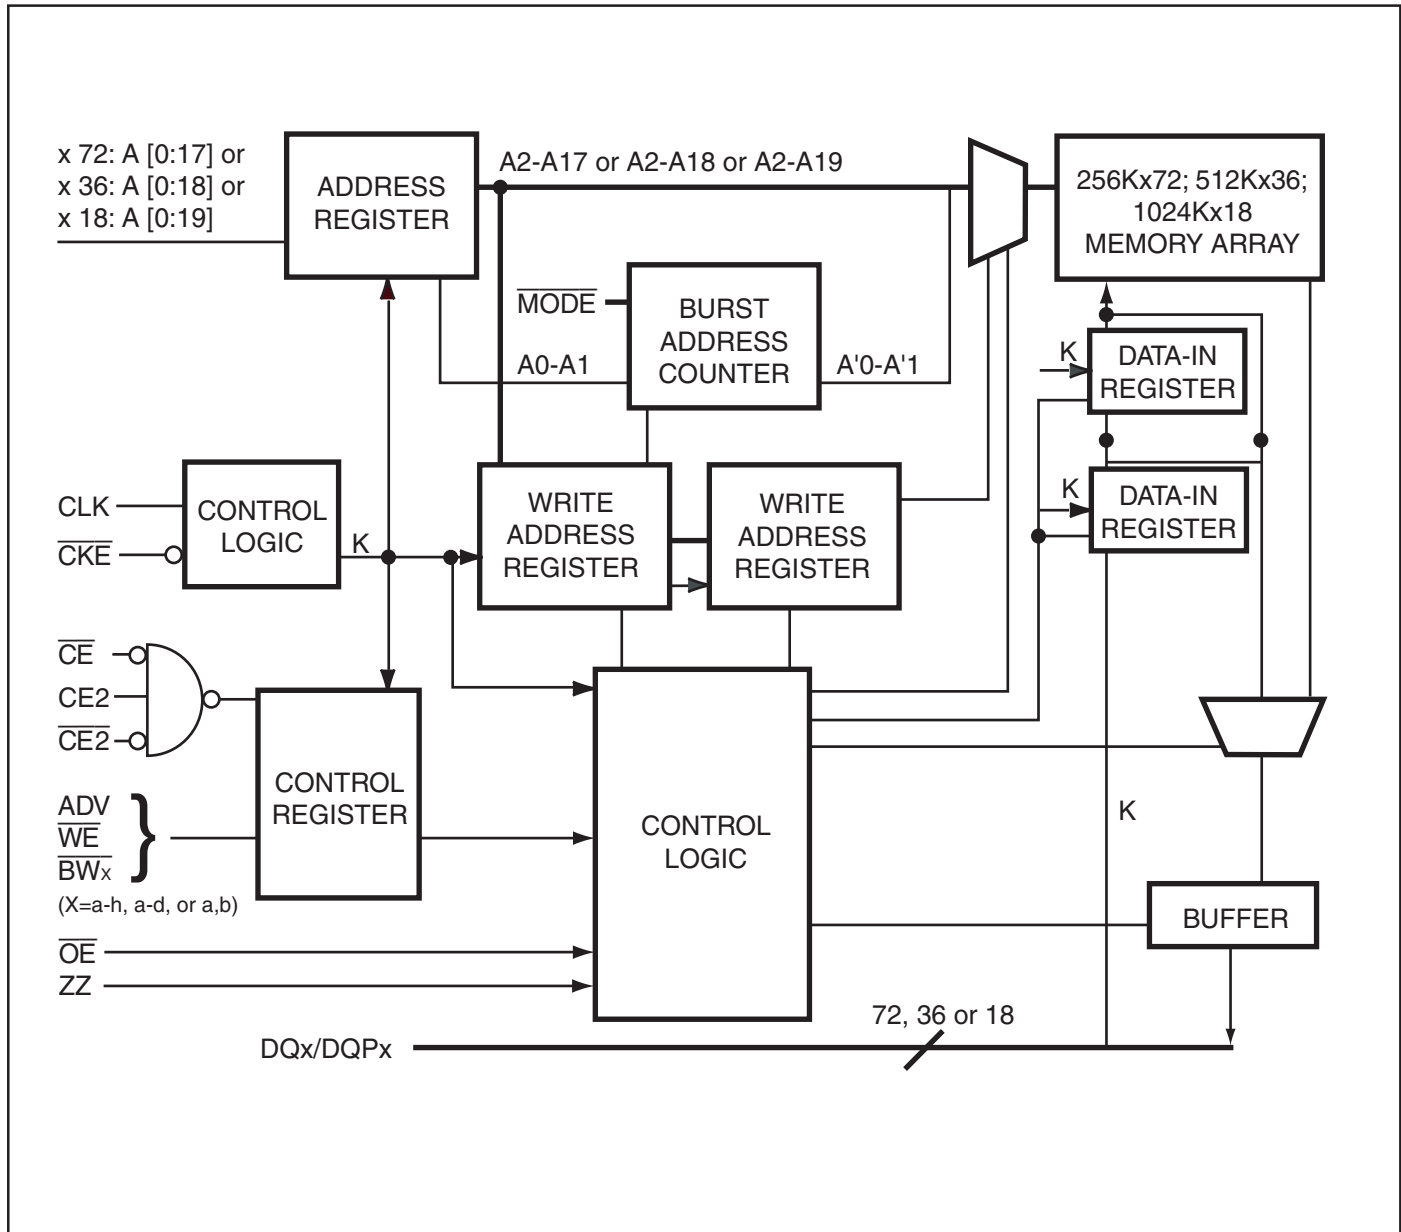 x 72: A [0:17] or
x 36: A [0:18] or
x 18: A [0:19]
ADDRESS
REGISTER
A2-A17 or A2-A18 or A2-A19
256Kx72; 512Kx36;
1024Kx18
MEMORY ARRAY
MODE
BURST
ADDRESS
COUNTER
A0-A1
A'0-A'1
K
DATA-IN
REGISTER
K
DATA-IN
REGISTER
CLK
CKE
CONTROL
LOGIC
K
WRITE
ADDRESS
REGISTER
WRITE
ADDRESS
REGISTER
CE
CE2
CE2
CONTROL
REGISTER
ADV
WE
BWx
}
(X=a-h, a-d, or a,b)
CONTROL
LOGIC
K
BUFFER
OE
ZZ
72, 36 or 18
DQx/DQPx